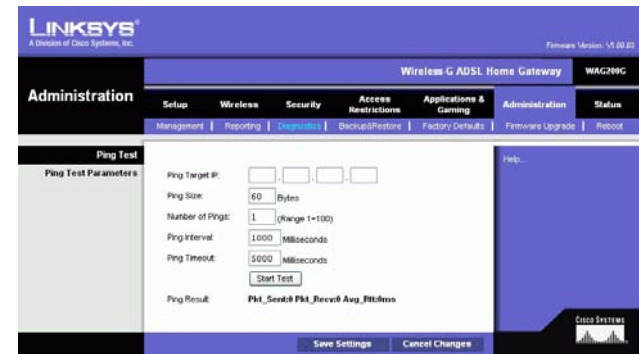 LINKSYS®
A Division of Cisco Systems, Inc.
Firmware Version: V1.00.03
Wireless-G ADSL Home Gateway WAG200G
Administration
Setup Wireless Security Access Restrictions Applications & Gaming Administration Status
Management | Reporting | Diagnostics | Backup&Restore | Factory Defaults | Firmware Upgrade | Reboot
Ping Test
Ping Test Parameters
Help...
Ping Target IP: . . .
Ping Size: 60 Bytes
Number of Pings: 1 (Range 1~100)
Ping Interval: 1000 Milliseconds
Ping Timeout: 5000 Milliseconds
Start Test
Ping Result: Pkt_Sent:0 Pkt_Recv:0 Avg_Rtt:0ms
Save Settings Cancel Changes
CISCO SYSTEMS